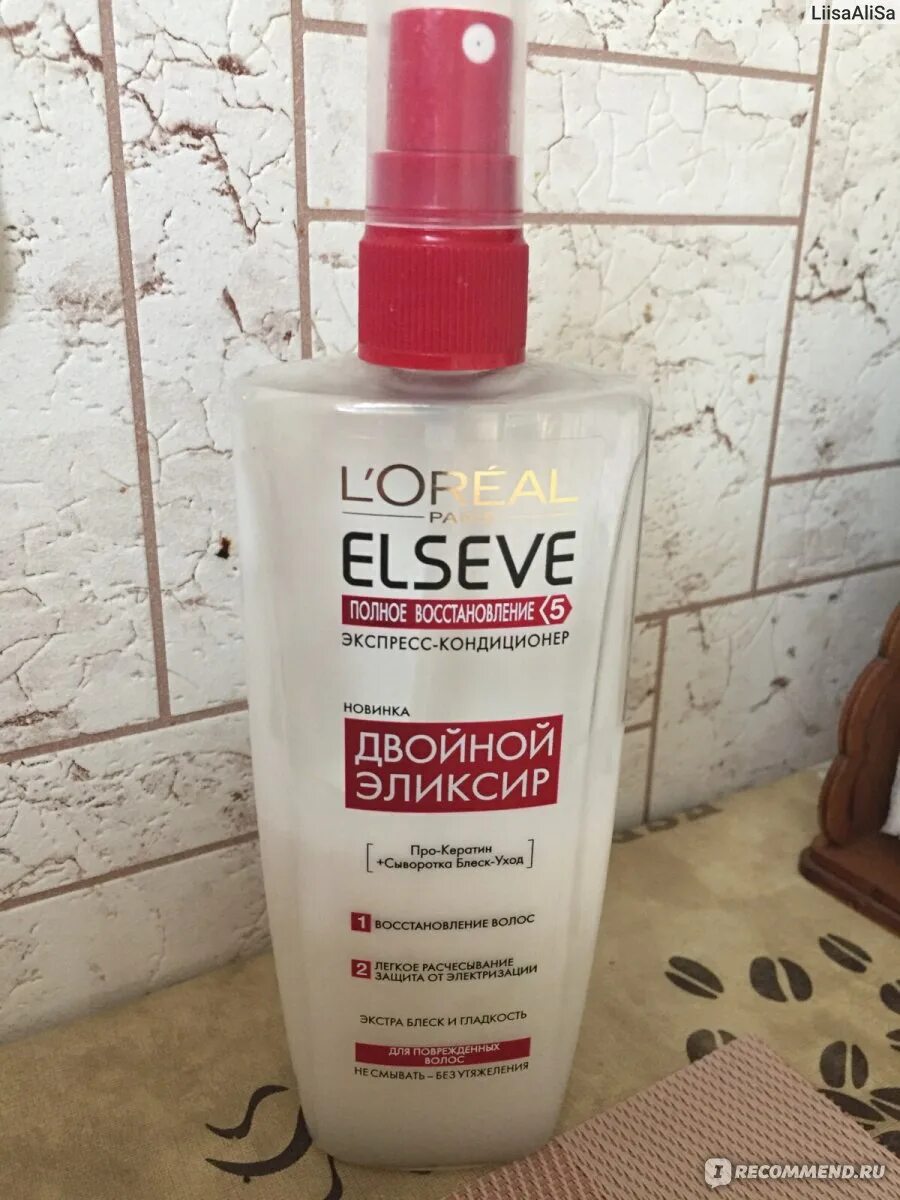 LiisaAliSa
L'ORÉAL
PARIS
ELSEVE
ПОЛНОЕ ВОССТАНОВЛЕНИЕ 5
ЭКСПРЕСС-КОНДИЦИОНЕР
НОВИНКА
ДВОЙНОЙ
ЭЛИКСИР
Про-Кератин
+Сыворотка Блеск-Уход
1 ВОССТАНОВЛЕНИЕ ВОЛОС
2 ЛЕГКОЕ РАСЧЕСЫВАНИЕ
ЗАЩИТА ОТ ЭЛЕКТРИЗАЦИИ
ЭКСТРА БЛЕСК И ГЛАДКОСТЬ
ДЛЯ ПОВРЕЖДЕННЫХ
ВОЛОС
НЕ СМЫВАТЬ – БЕЗ УТЯЖЕЛЕНИЯ
IRECOMMEND.RU